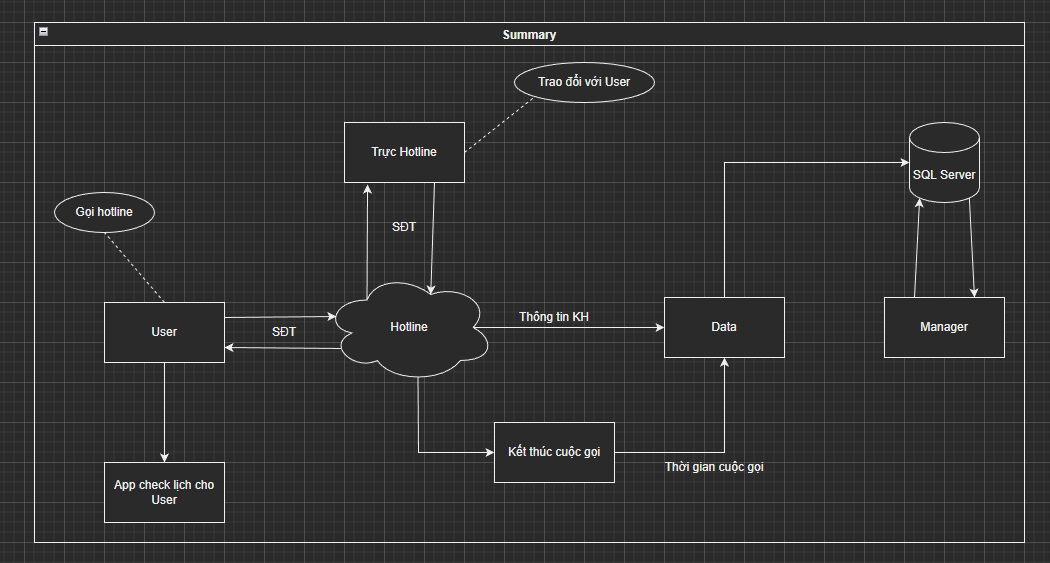 Summary
Trao đổi với User
Trực Hotline
SQL Server
Gọi hotline
SĐT
User
SĐT
Hotline
Thông tin KH
Data
Manager
Kết thúc cuộc gọi
Thời gian cuộc gọi
App check lịch cho
User